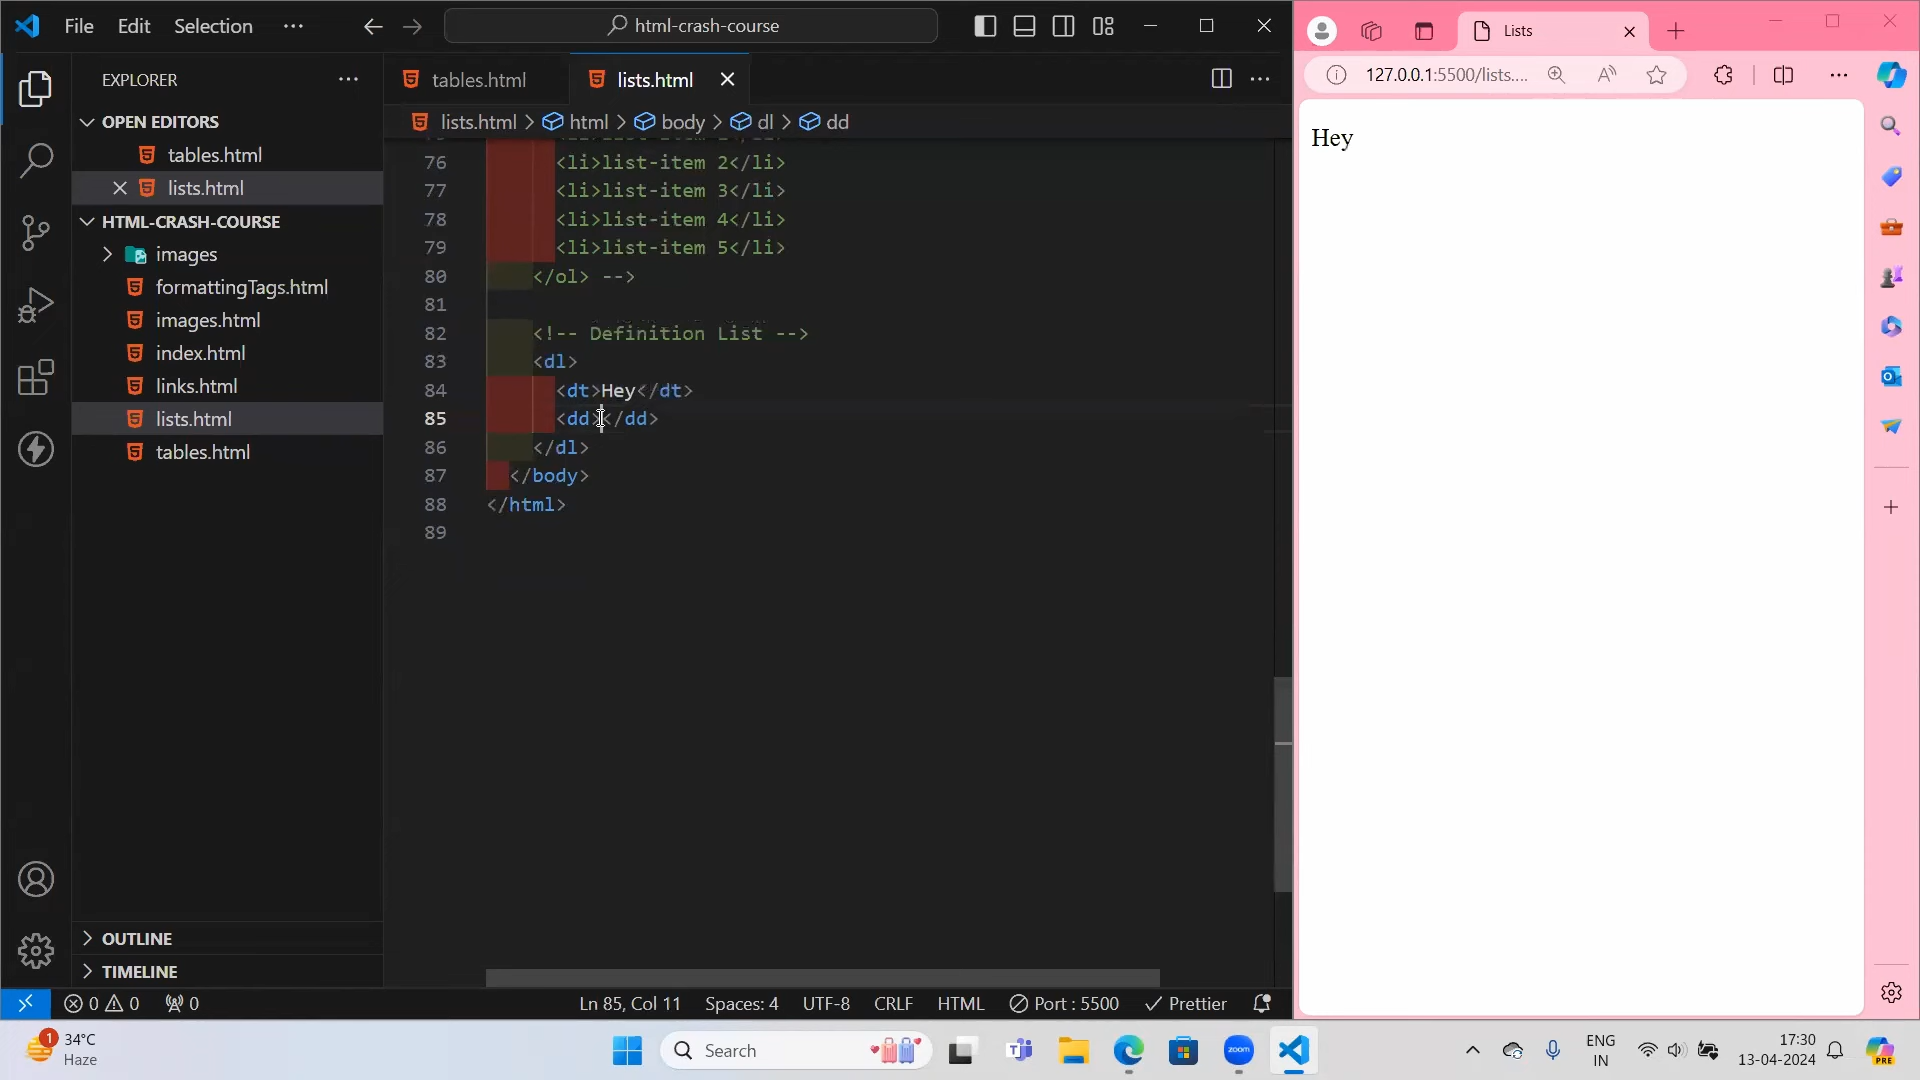 File Edit Selection ··· html-crash-course
EXPLORER ···
OPEN EDITORS
tables.html
lists.html
HTML-CRASH-COURSE
images
formattingTags.html
images.html
index.html
links.html
lists.html
tables.html
OUTLINE
TIMELINE
tables.html lists.html
lists.html > html > body > dl > dd
76 <li>list-item 2</li>
77 <li>list-item 3</li>
78 <li>list-item 4</li>
79 <li>list-item 5</li>
80 </ol> -->
81
82 <!-- Definition List -->
83 <dl>
84 <dt>Hey</dt>
85 <dd></dd>
86 </dl>
87 </body>
88 </html>
89
0 0 0 Ln 85, Col 11 Spaces: 4 UTF-8 CRLF HTML Port : 5500 Prettier
Lists
127.0.0.1:5500/lists....
Hey
1 34°C
Haze
Search
zoom
ENG
IN
17:30
13-04-2024
PRE